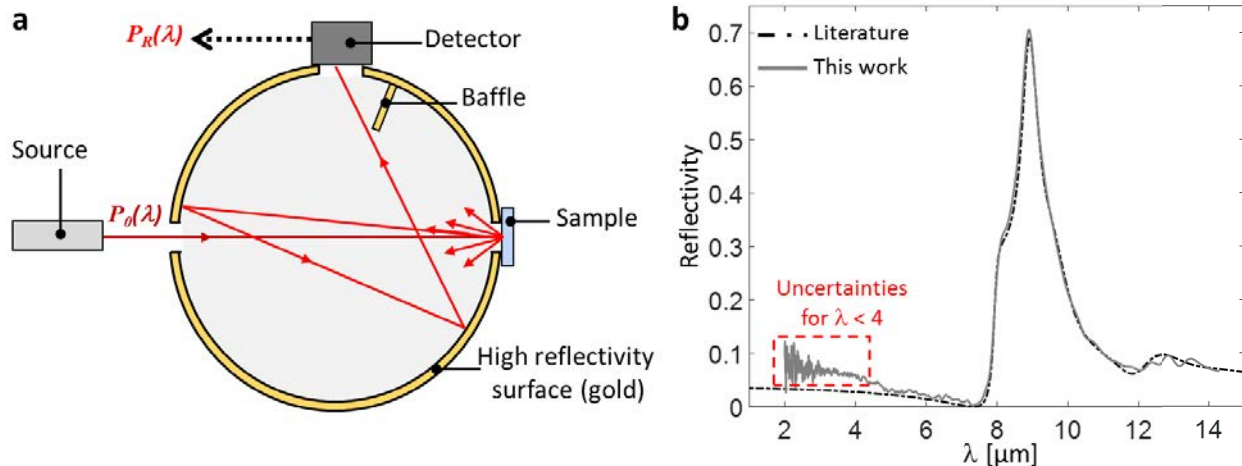 a
P_R(λ)
Detector
Baffle
Source
P_0(λ)
Sample
High reflectivity
surface (gold)
b
0.7
0.6
0.5
0.4
0.3
0.2
0.1
0
Reflectivity
Literature
This work
Uncertainties
for λ < 4
2 4 6 8 10 12 14
λ [µm]